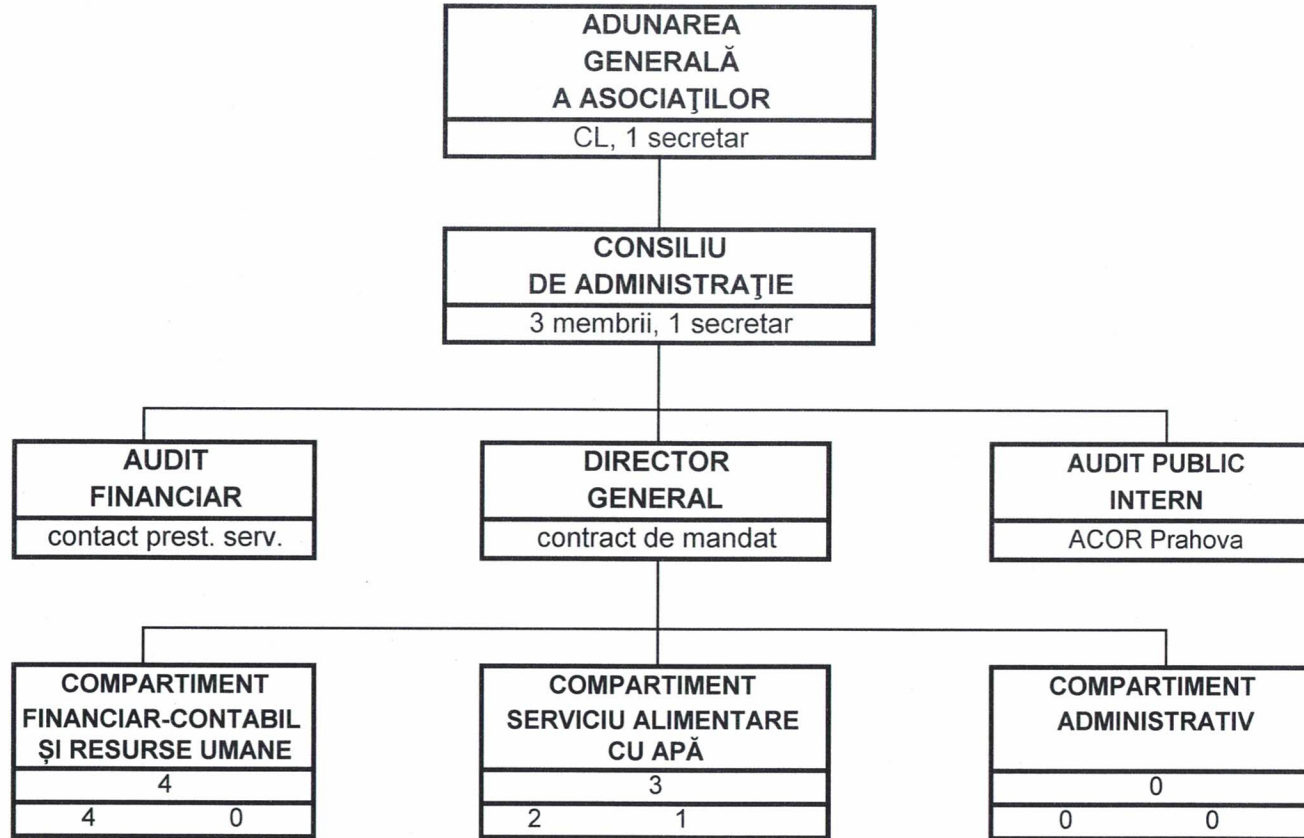 ADUNAREA
GENERALĂ
A ASOCIAŢILOR
CL, 1 secretar
CONSILIU
DE ADMINISTRAŢIE
3 membrii, 1 secretar
AUDIT
FINANCIAR
contact prest. serv.
DIRECTOR
GENERAL
contract de mandat
AUDIT PUBLIC
INTERN
ACOR Prahova
COMPARTIMENT
FINANCIAR-CONTABIL
ȘI RESURSE UMANE
4
4 0
COMPARTIMENT
SERVICIU ALIMENTARE
CU APĂ
3
2 1
COMPARTIMENT
ADMINISTRATIV
0
0 0